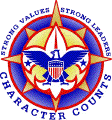 STRONG VALUES ★ STRONG LEADERS
CHARACTER COUNTS